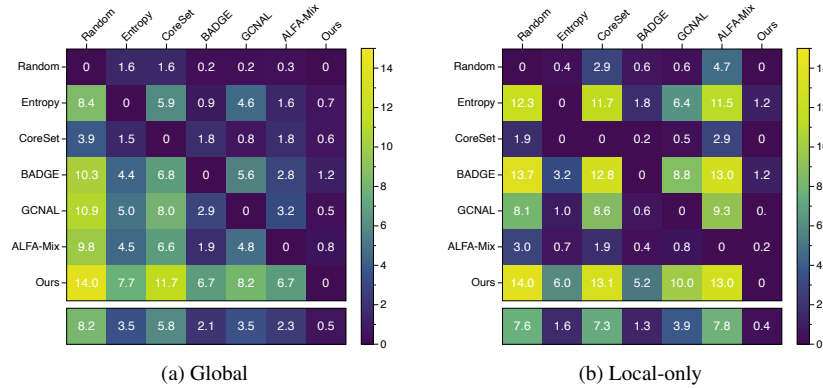 Random Entropy CoreSet BADGE GCNAL ALFA-Mix Ours
Random 0 1.6 1.6 0.2 0.2 0.3 0
Entropy 8.4 0 5.9 0.9 4.6 1.6 0.7
CoreSet 3.9 1.5 0 1.8 0.8 1.8 0.6
BADGE 10.3 4.4 6.8 0 5.6 2.8 1.2
GCNAL 10.9 5.0 8.0 2.9 0 3.2 0.5
ALFA-Mix 9.8 4.5 6.6 1.9 4.8 0 0.8
Ours 14.0 7.7 11.7 6.7 8.2 6.7 0
8.2 3.5 5.8 2.1 3.5 2.3 0.5
14
12
10
8
6
4
2
0
(a) Global
Random Entropy CoreSet BADGE GCNAL ALFA-Mix Ours
Random 0 0.4 2.9 0.6 0.6 4.7 0
Entropy 12.3 0 11.7 1.8 6.4 11.5 1.2
CoreSet 1.9 0 0 0.2 0.5 2.9 0
BADGE 13.7 3.2 12.8 0 8.8 13.0 1.2
GCNAL 8.1 1.0 8.6 0.6 0 9.3 0.
ALFA-Mix 3.0 0.7 1.9 0.4 0.8 0 0.2
Ours 14.0 6.0 13.1 5.2 10.0 13.0 0
7.6 1.6 7.3 1.3 3.9 7.8 0.4
14
12
10
8
6
4
2
0
(b) Local-only